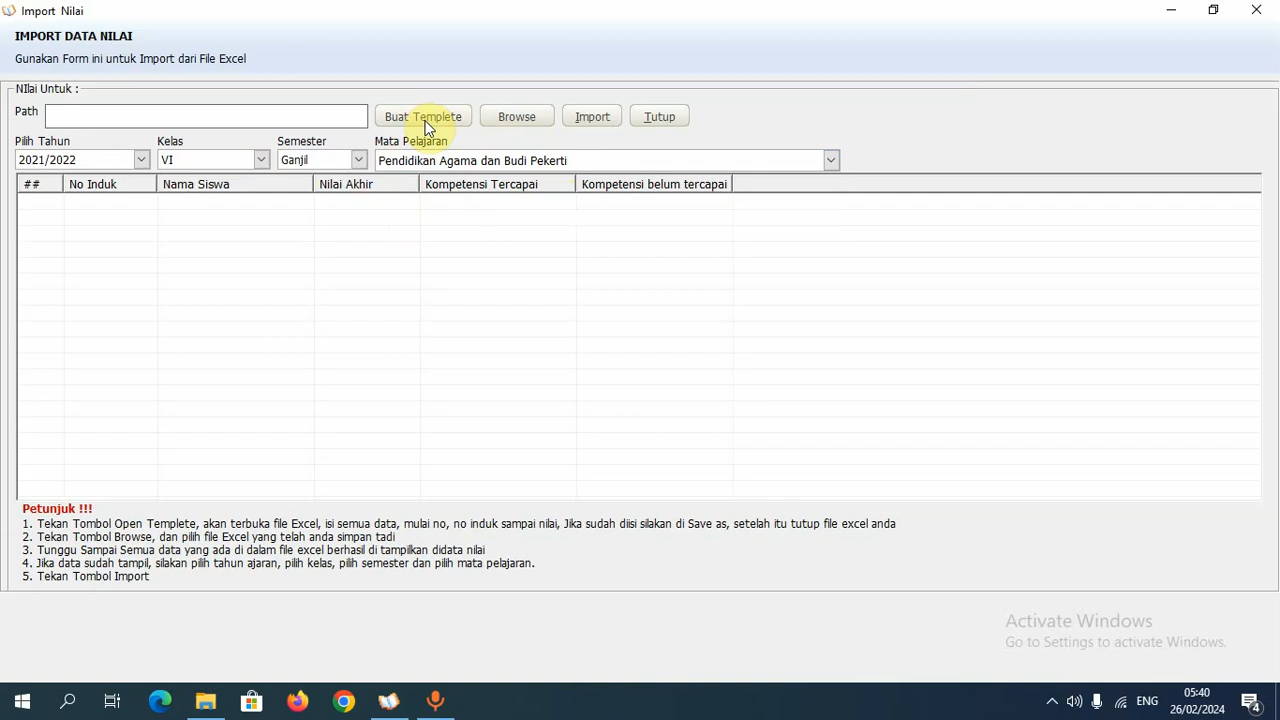 Import Nilai
IMPORT DATA NILAI
Gunakan Form ini untuk Import dari File Excel
NIlai Untuk :
Path
Buat Templete
Browse
Import
Tutup
Pilih Tahun
Kelas
Semester
Mata Pelajaran
2021/2022
VI
Ganjil
Pendidikan Agama dan Budi Pekerti
## No Induk Nama Siswa Nilai Akhir Kompetensi Tercapai Kompetensi belum tercapai
Petunjuk !!!
1. Tekan Tombol Open Templete, akan terbuka file Excel, isi semua data, mulai no, no induk sampai nilai, Jika sudah diisi silakan di Save as, setelah itu tutup file excel anda
2. Tekan Tombol Browse, dan pilih file Excel yang telah anda simpan tadi
3. Tunggu Sampai Semua data yang ada di dalam file excel berhasil di tampilkan didata nilai
4. Jika data sudah tampil, silakan pilih tahun ajaran, pilih kelas, pilih semester dan pilih mata pelajaran.
5. Tekan Tombol Import
Activate Windows
Go to Settings to activate Windows.
ENG
05:40
26/02/2024
4